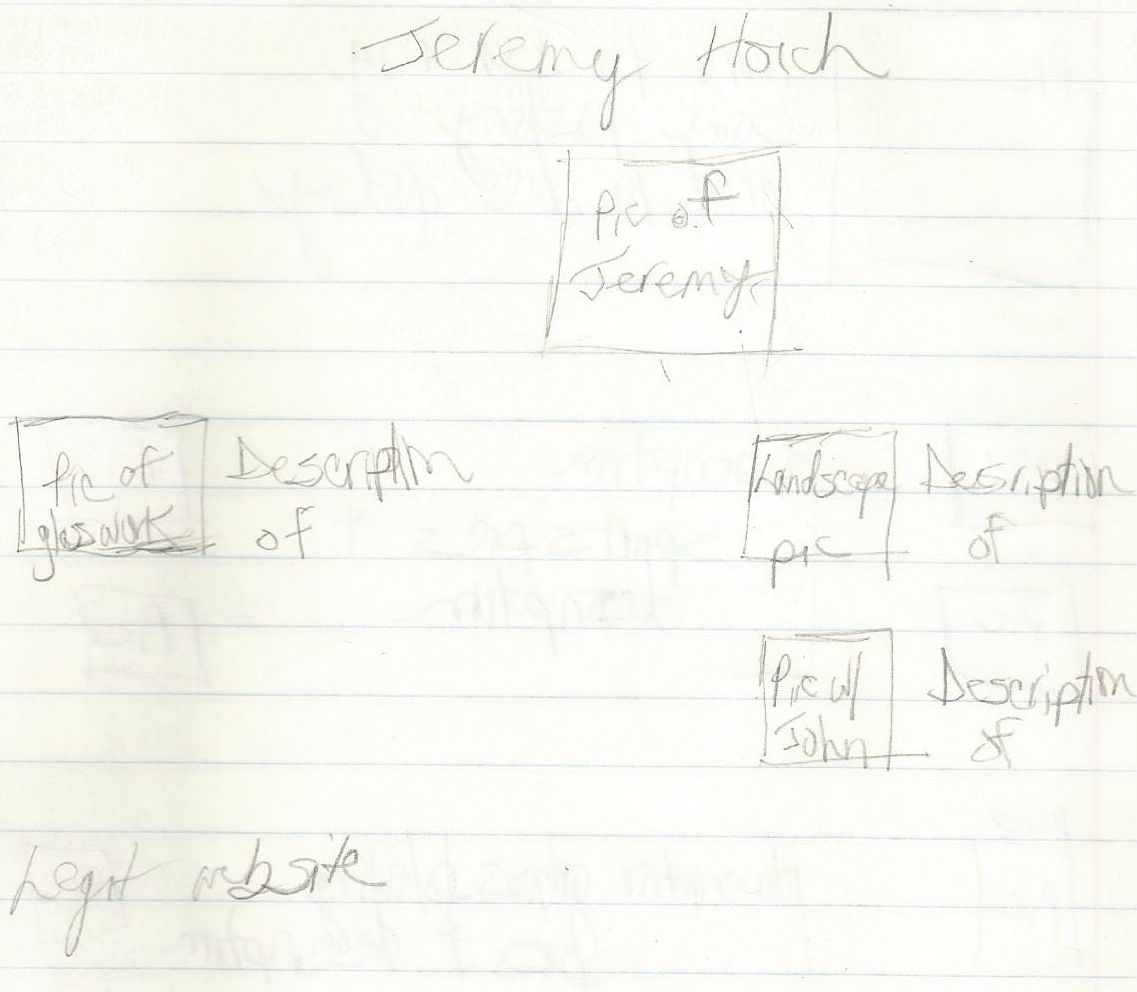 Jeremy Horch
Pic of
Jeremy
Pic of
glasswork
Description
of
Landscape
pic
Description
of
Pic w/
John
Description
of
Legit website